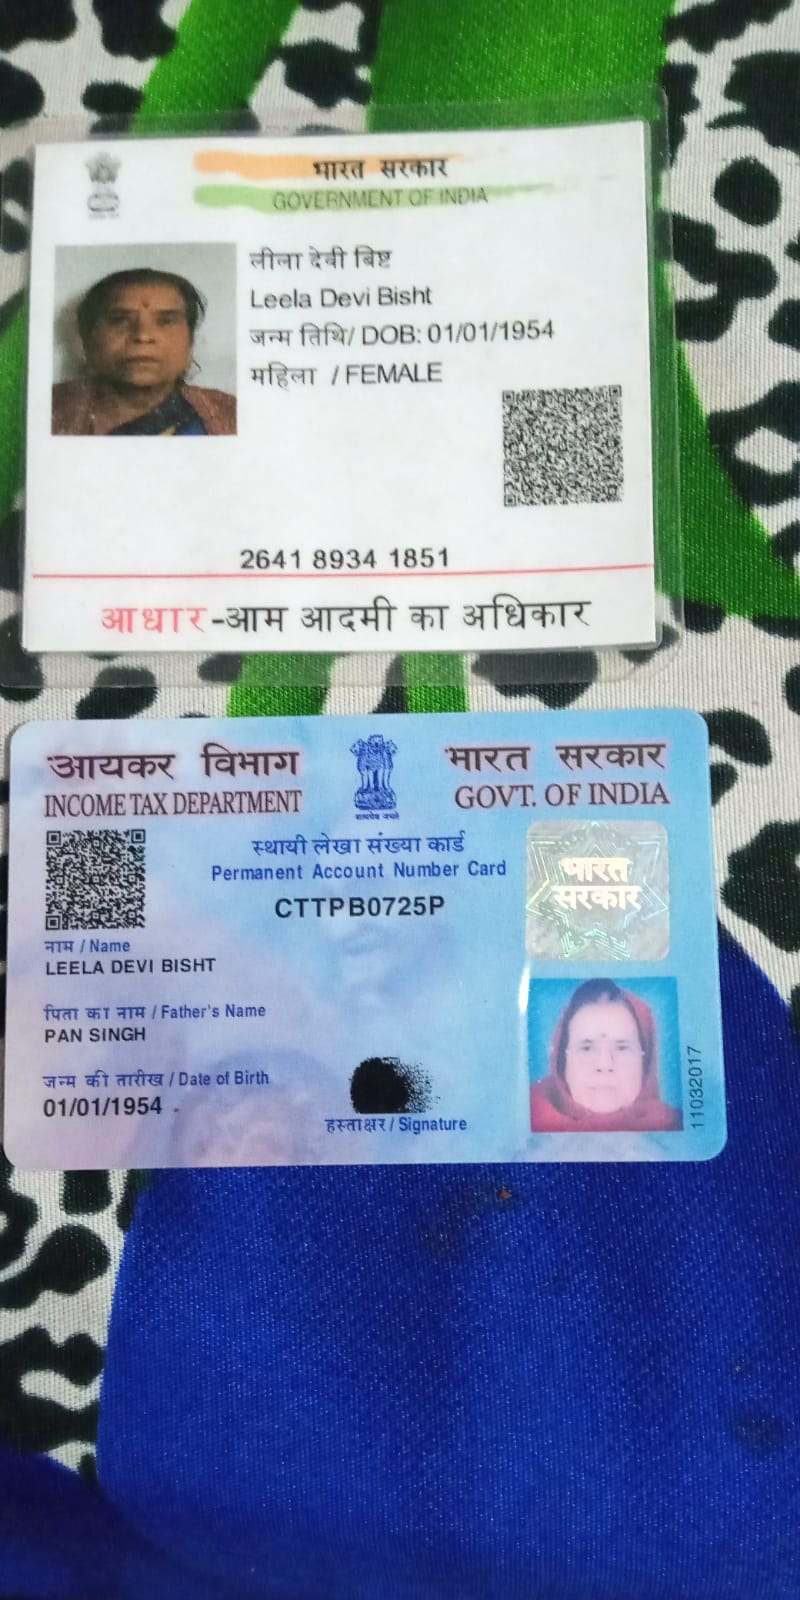 भारत सरकार
GOVERNMENT OF INDIA
लीला देवी बिष्ट
Leela Devi Bisht
जन्म तिथि/ DOB: 01/01/1954
महिला / FEMALE
2641 8934 1851
आधार-आम आदमी का अधिकार
आयकर विभाग
INCOME TAX DEPARTMENT
सत्यमेव जयते
भारत सरकार
GOVT. OF INDIA
स्थायी लेखा संख्या कार्ड
Permanent Account Number Card
CTTPB0725P
भारत
सरकार
नाम / Name
LEELA DEVI BISHT
पिता का नाम / Father's Name
PAN SINGH
जन्म की तारीख / Date of Birth
01/01/1954
हस्ताक्षर / Signature
11032017